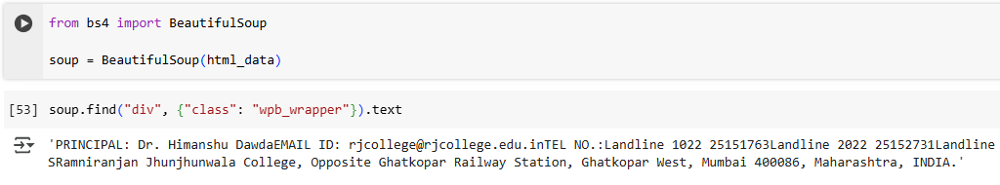 from bs4 import BeautifulSoup
soup = BeautifulSoup(html_data)
[53] soup.find("div", {"class": "wpb_wrapper"}).text
'PRINCIPAL: Dr. Himanshu DawdaEMAIL ID: rjcollege@rjcollege.edu.inTEL NO.:Landline 1022 25151763Landline 2022 25152731Landline
SRamniranjan Jhunjhunwala College, Opposite Ghatkopar Railway Station, Ghatkopar West, Mumbai 400086, Maharashtra, INDIA.'